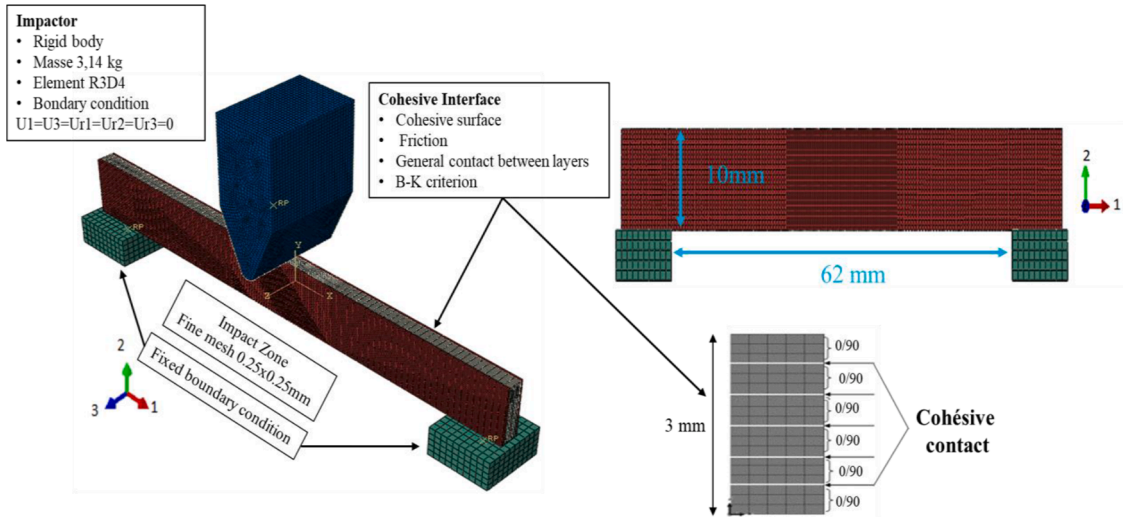 Impactor
• Rigid body
• Masse 3,14 kg
• Element R3D4
• Bondary condition
U1=U3=Ur1=Ur2=Ur3=0
Cohesive Interface
• Cohesive surface
• Friction
• General contact between layers
• B-K criterion
RP
RP
RP
Y
Z
X
Impact Zone
Fine mesh 0.25x0.25mm
Fixed boundary condition
2
3
1
10mm
62 mm
2
1
3 mm
0/90
0/90
0/90
0/90
0/90
0/90
Cohésive
contact